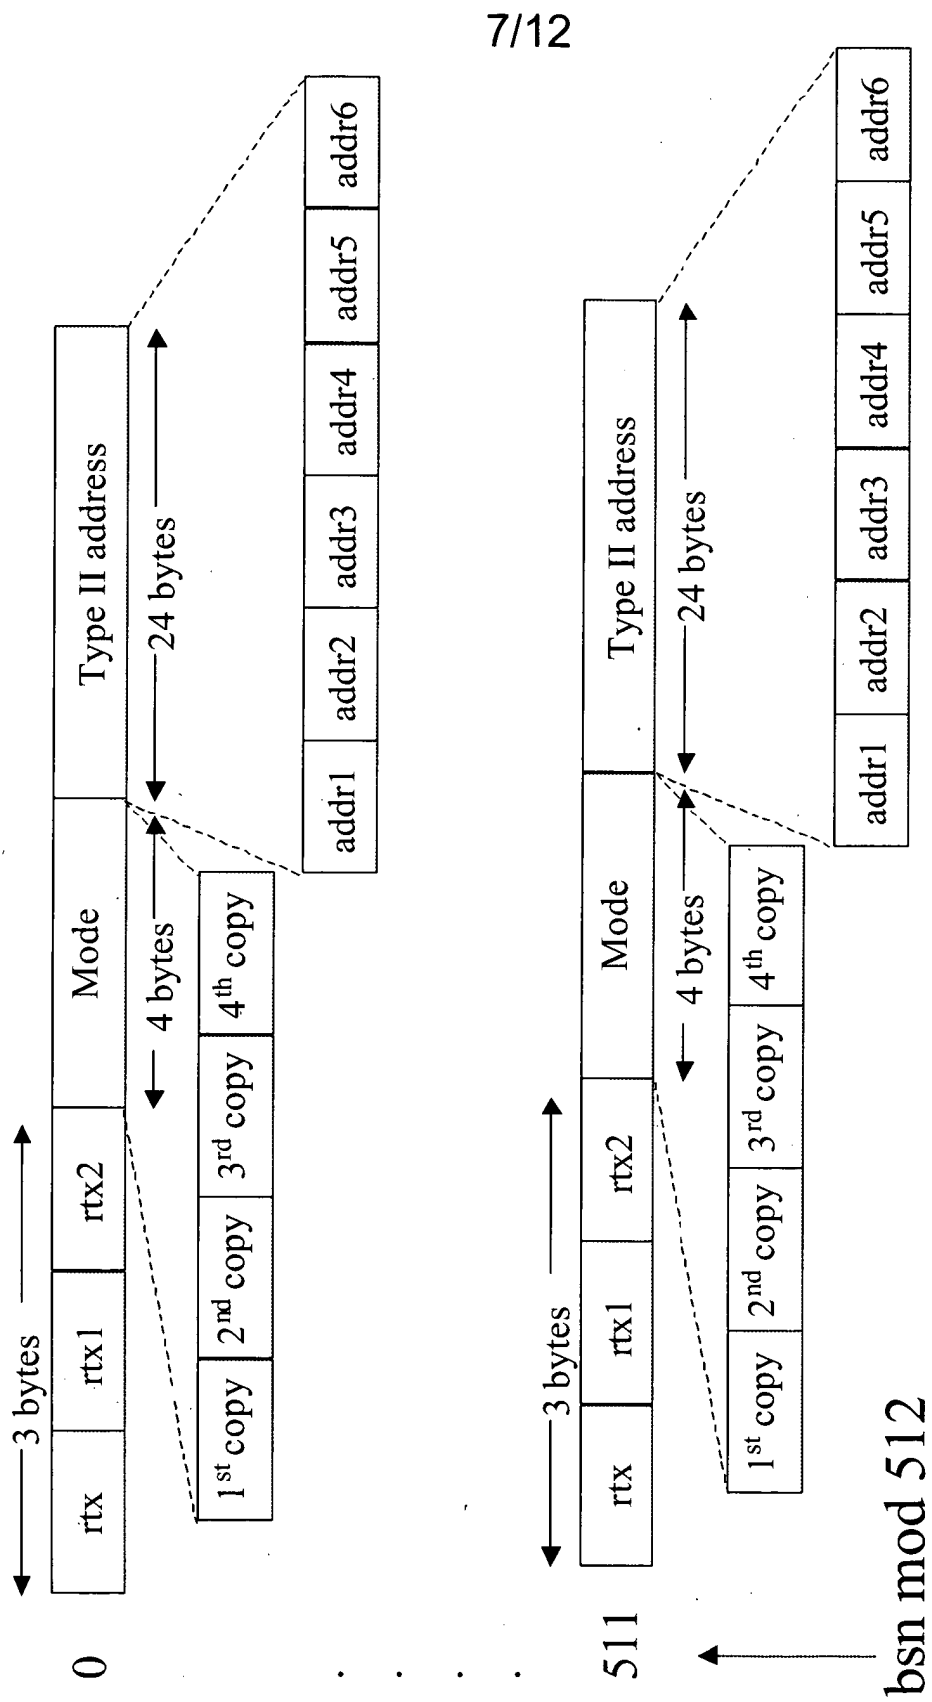 7/12
3 bytes
0 rtx rtx1 rtx2 Mode Type II address
4 bytes 24 bytes
1st copy 2nd copy 3rd copy 4th copy
addr1 addr2 addr3 addr4 addr5 addr6
. . . .
3 bytes
511 rtx rtx1 rtx2 Mode Type II address
4 bytes 24 bytes
1st copy 2nd copy 3rd copy 4th copy
addr1 addr2 addr3 addr4 addr5 addr6
bsn mod 512